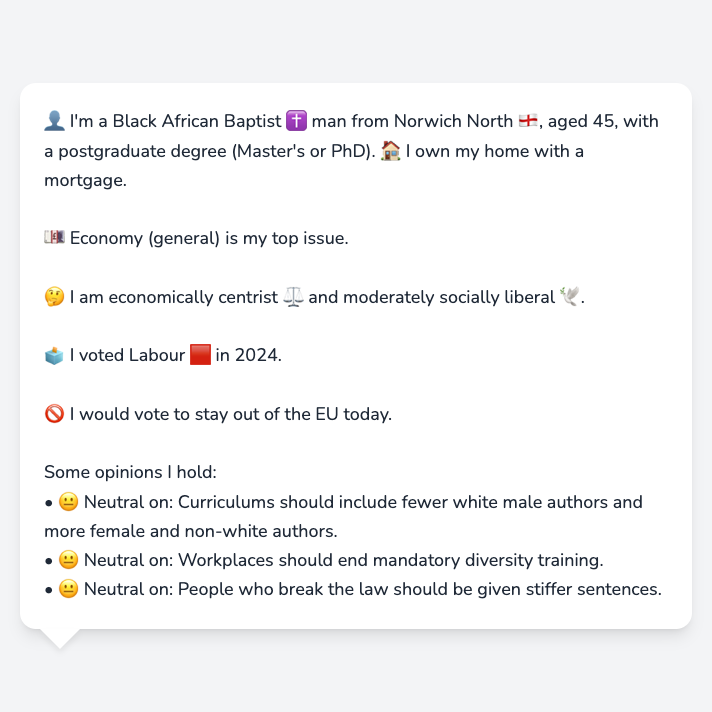 👤 I'm a Black African Baptist ✝️ man from Norwich North 🏴󠁧󠁢󠁥󠁮󠁧󠁿, aged 45, with
a postgraduate degree (Master's or PhD). 🏠 I own my home with a
mortgage.
💷 Economy (general) is my top issue.
🤔 I am economically centrist ⚖️ and moderately socially liberal 🕊️.
🗳️ I voted Labour 🟥 in 2024.
🚫 I would vote to stay out of the EU today.
Some opinions I hold:
• 😐 Neutral on: Curriculums should include fewer white male authors and
more female and non-white authors.
• 😐 Neutral on: Workplaces should end mandatory diversity training.
• 😐 Neutral on: People who break the law should be given stiffer sentences.